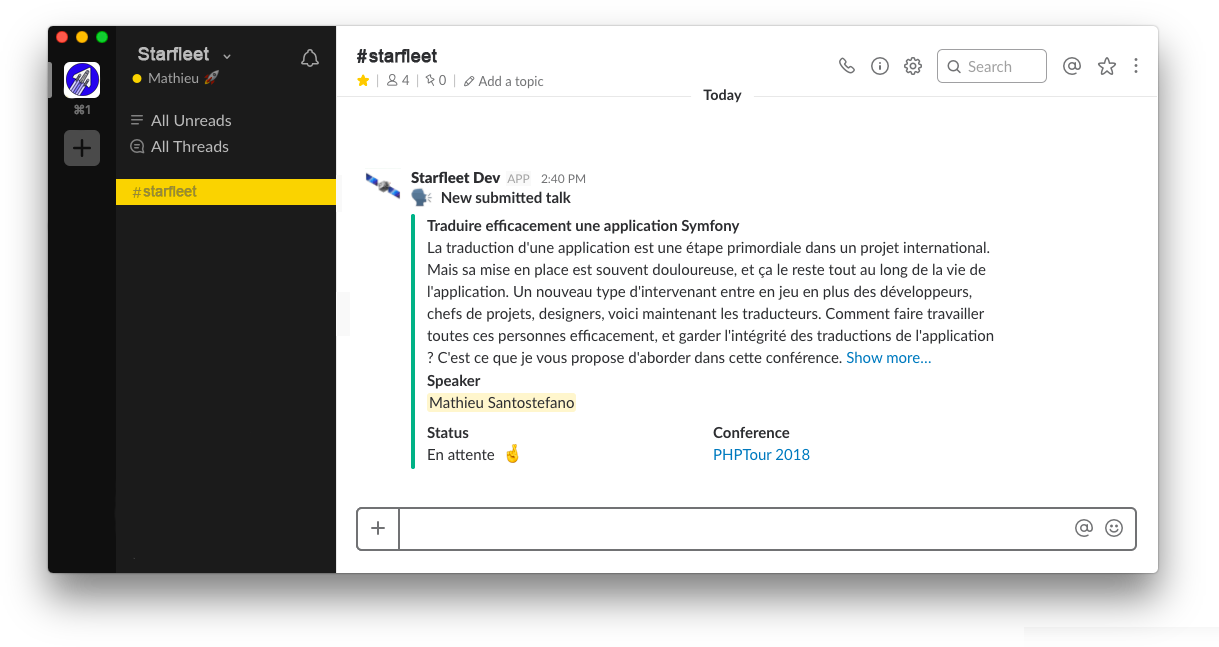 Starfleet
Mathieu 🚀
⌘1
All Unreads
All Threads
#starfleet
#starfleet
4 | 0 | Add a topic
Search
Today
Starfleet Dev APP 2:40 PM
🗣 New submitted talk
Traduire efficacement une application Symfony
La traduction d'une application est une étape primordiale dans un projet international.
Mais sa mise en place est souvent douloureuse, et ça le reste tout au long de la vie de
l'application. Un nouveau type d'intervenant entre en jeu en plus des développeurs,
chefs de projets, designers, voici maintenant les traducteurs. Comment faire travailler
toutes ces personnes efficacement, et garder l'intégrité des traductions de l'application
? C'est ce que je vous propose d'aborder dans cette conférence. Show more...
Speaker
Mathieu Santostefano
Status Conference
En attente 🤞 PHPTour 2018